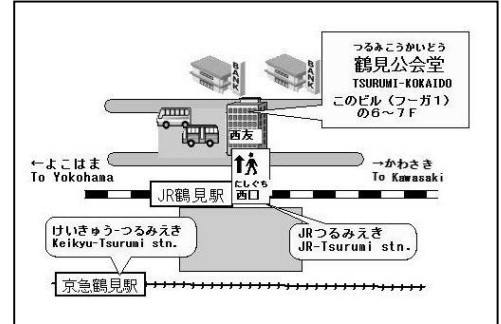 つるみこうかいどう
鶴見公会堂
TSURUMI-KOKAIDO
このビル（フーガ1）
の6～7F
BANK
BANK
西友
←よこはま
To Yokohama
→かわさき
To Kawasaki
にしぐち
西口
JR鶴見駅
けいきゅう-つるみえき
Keikyu-Tsurumi stn.
JRつるみえき
JR-Tsurumi stn.
京急鶴見駅